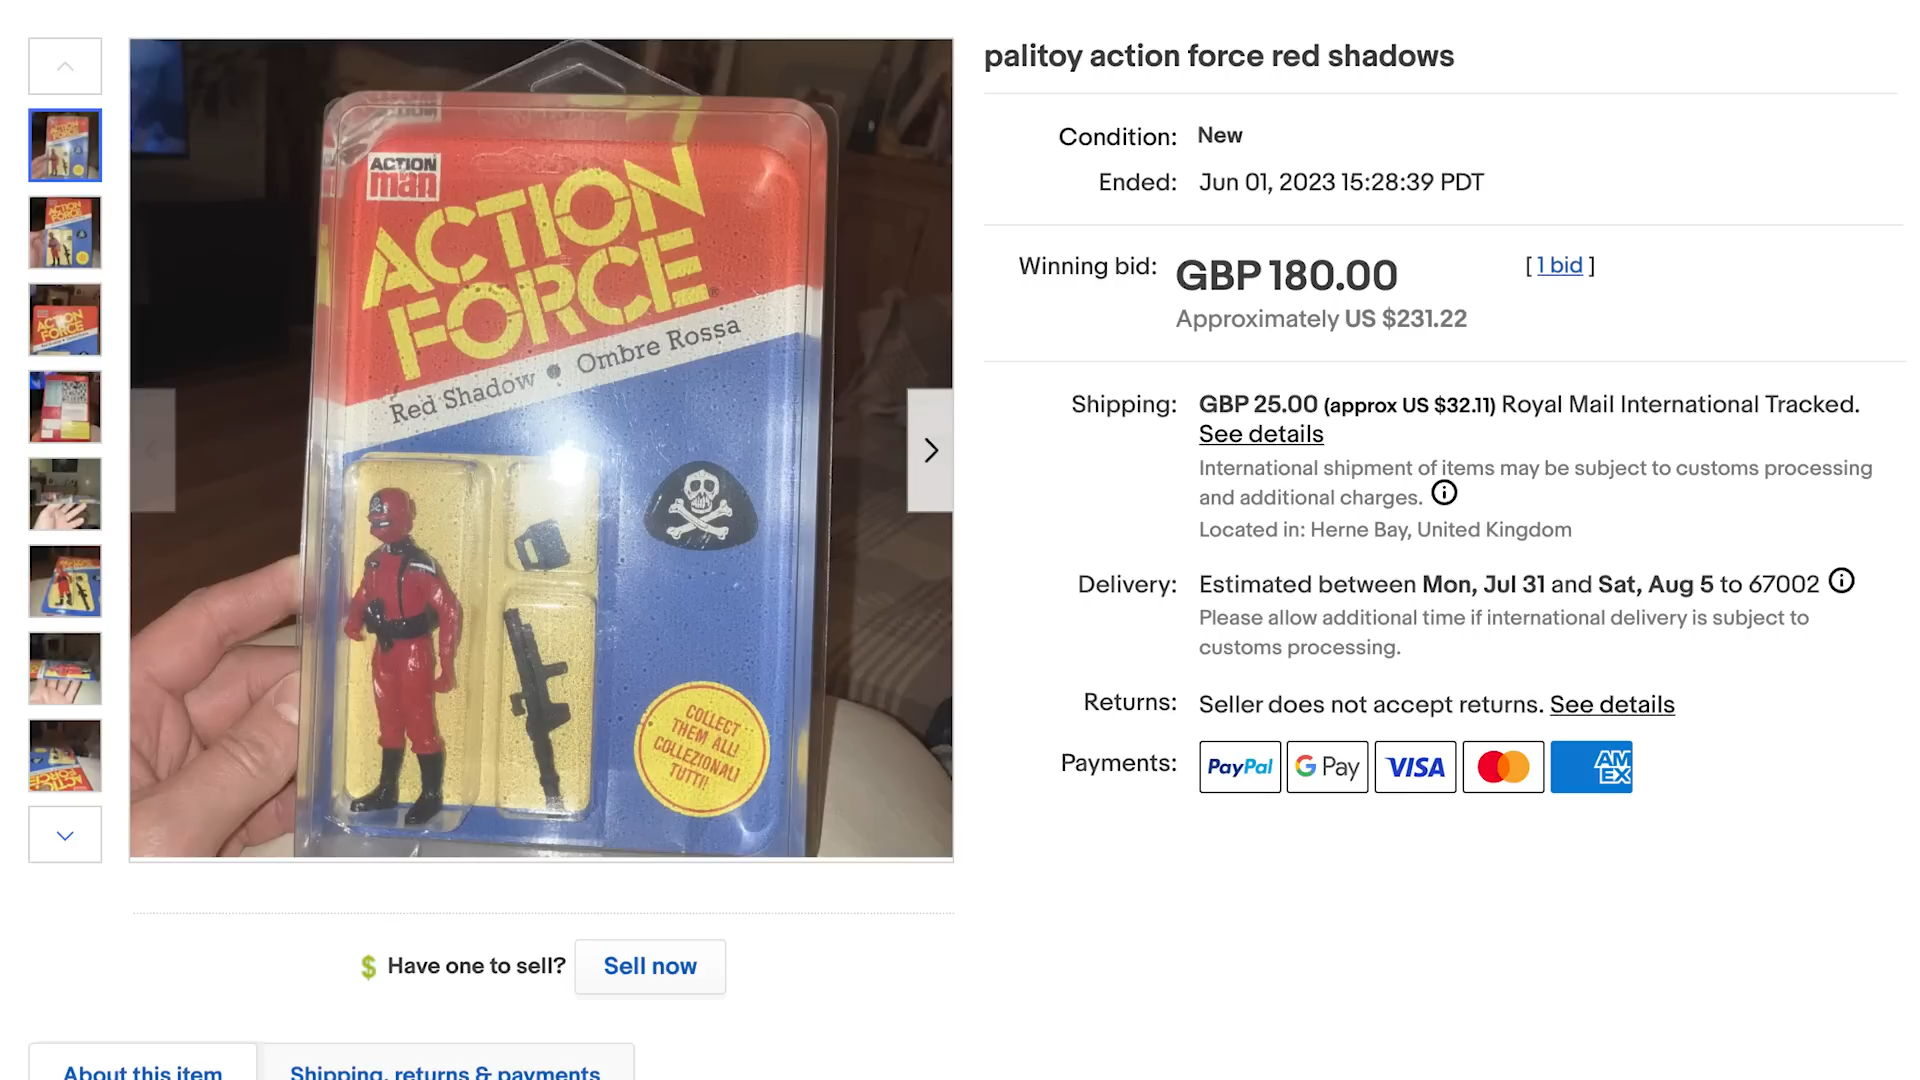 ACTION
man
ACTION
FORCE
Red Shadow • Ombre Rossa
COLLECT
THEM ALL!
COLLEZIONALI
TUTTI!
palitoy action force red shadows
Condition: New
Ended: Jun 01, 2023 15:28:39 PDT
Winning bid: GBP 180.00 [ 1 bid ]
Approximately US $231.22
Shipping: GBP 25.00 (approx US $32.11) Royal Mail International Tracked.
See details
International shipment of items may be subject to customs processing
and additional charges.
Located in: Herne Bay, United Kingdom
Delivery: Estimated between Mon, Jul 31 and Sat, Aug 5 to 67002
Please allow additional time if international delivery is subject to
customs processing.
Returns: Seller does not accept returns. See details
Payments: PayPal G Pay VISA AM
EX
$ Have one to sell? Sell now
About this item Shipping, returns & payments